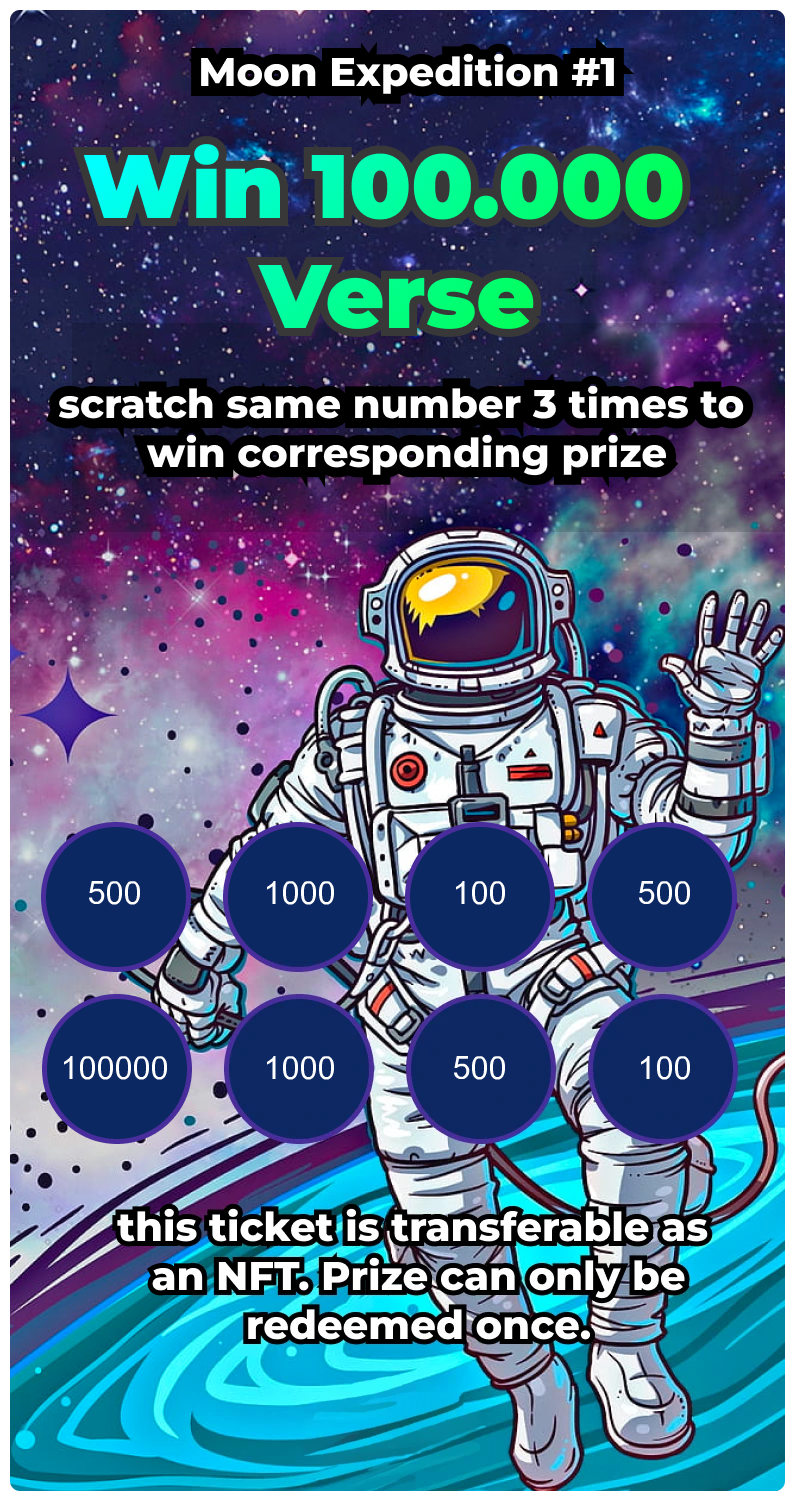 Moon Expedition #1
Win 100.000
Verse
scratch same number 3 times to
win corresponding prize
500 1000 100 500
100000 1000 500 100
this ticket is transferable as
an NFT. Prize can only be
redeemed once.